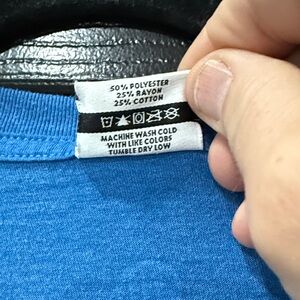 50% POLYESTER
25% RAYON
25% COTTON
MACHINE WASH COLD
WITH LIKE COLORS
TUMBLE DRY LOW